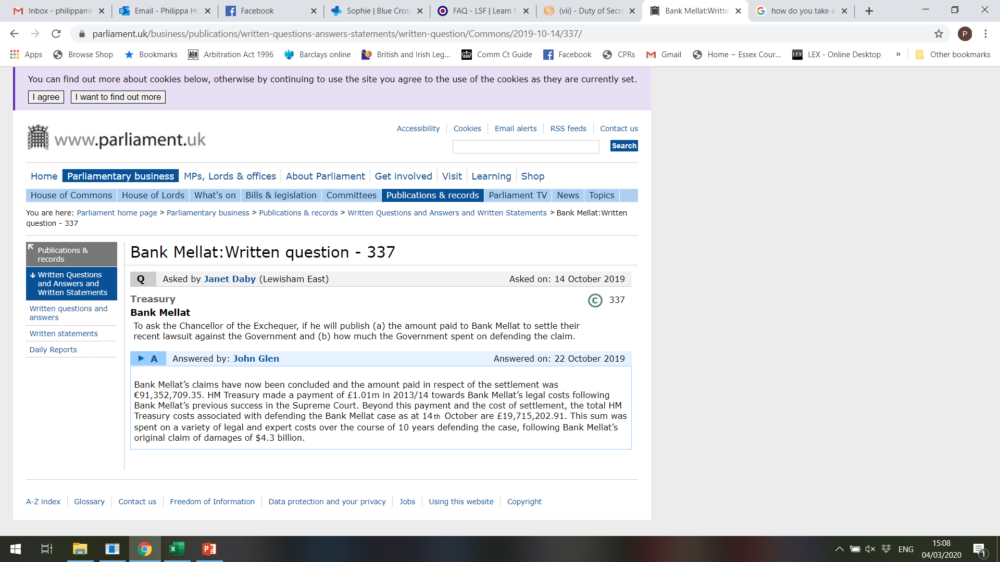 Inbox - philippamh
Email - Philippa Ho
Facebook
Sophie | Blue Cross
FAQ - LSF | Learn F
(vii) - Duty of Secre
Bank Mellat:Writte
how do you take a
parliament.uk/business/publications/written-questions-answers-statements/written-question/Commons/2019-10-14/337/
P
Apps Browse Shop Bookmarks Arbitration Act 1996 Barclays online British and Irish Leg... Comm Ct Guide Facebook CPRs Gmail Home ~ Essex Cour... LEX LEX - Online Desktop » Other bookmarks
You can find out more about cookies below, otherwise by continuing to use the site you agree to the use of the cookies as they are currently set.
I agree I want to find out more
Accessibility Cookies Email alerts RSS feeds Contact us
www.parliament.uk
Search
Home Parliamentary business MPs, Lords & offices About Parliament Get involved Visit Learning Shop
House of Commons House of Lords What's on Bills & legislation Committees Publications & records Parliament TV News Topics
You are here: Parliament home page > Parliamentary business > Publications & records > Written Questions and Answers and Written Statements > Bank Mellat:Written
question - 337
Publications &
records
Written Questions
and Answers and
Written Statements
Written questions and
answers
Written statements
Daily Reports
Bank Mellat:Written question - 337
Q Asked by Janet Daby (Lewisham East) Asked on: 14 October 2019
Treasury
C 337
Bank Mellat
To ask the Chancellor of the Exchequer, if he will publish (a) the amount paid to Bank Mellat to settle their
recent lawsuit against the Government and (b) how much the Government spent on defending the claim.
A Answered by: John Glen Answered on: 22 October 2019
Bank Mellat’s claims have now been concluded and the amount paid in respect of the settlement was
€91,352,709.35. HM Treasury made a payment of £1.01m in 2013/14 towards Bank Mellat’s legal costs following
Bank Mellat’s previous success in the Supreme Court. Beyond this payment and the cost of settlement, the total HM
Treasury costs associated with defending the Bank Mellat case as at 14th October are £19,715,202.91. This sum was
spent on a variety of legal and expert costs over the course of 10 years defending the case, following Bank Mellat’s
original claim of damages of $4.3 billion.
A-Z index Glossary Contact us Freedom of Information Data protection and your privacy Jobs Using this website Copyright
ENG
15:08
04/03/2020
1